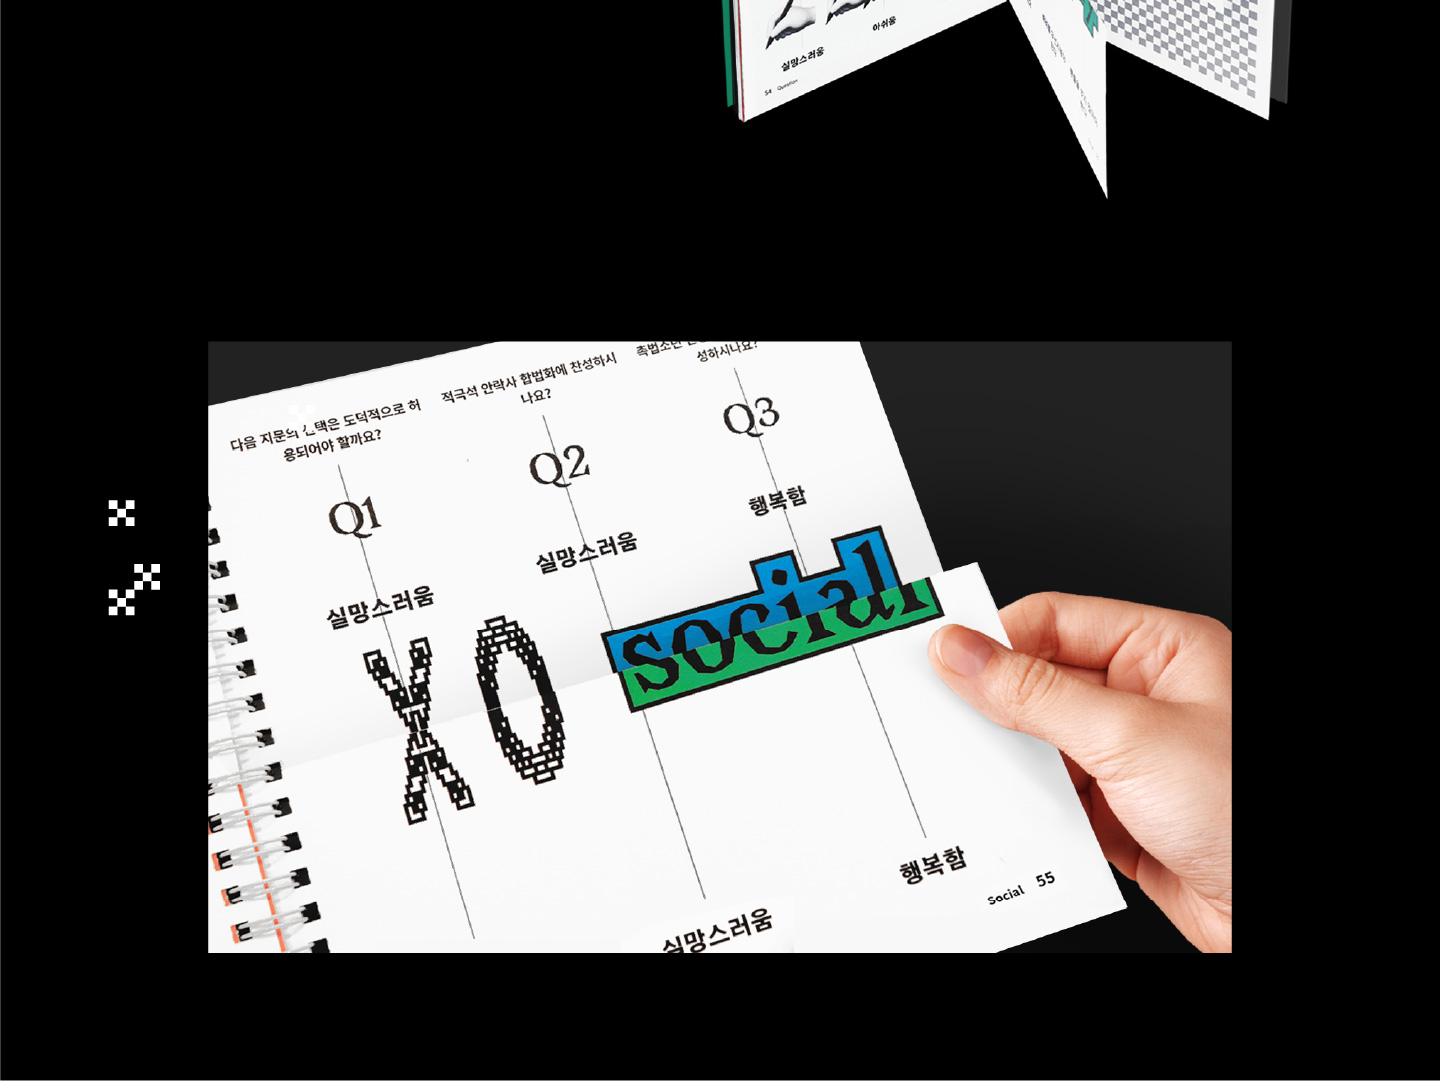 아쉬움
실망스러움
54 Question
성하시나요?
적극석 안락사 합법화에 찬성하시
나요?
다음 지문의 선택은 도덕적으로 허
용되어야 할까요?
Q3
Q2
Q1
행복함
실망스러움
실망스러움
XO
social
행복함
social 55
실망스러움